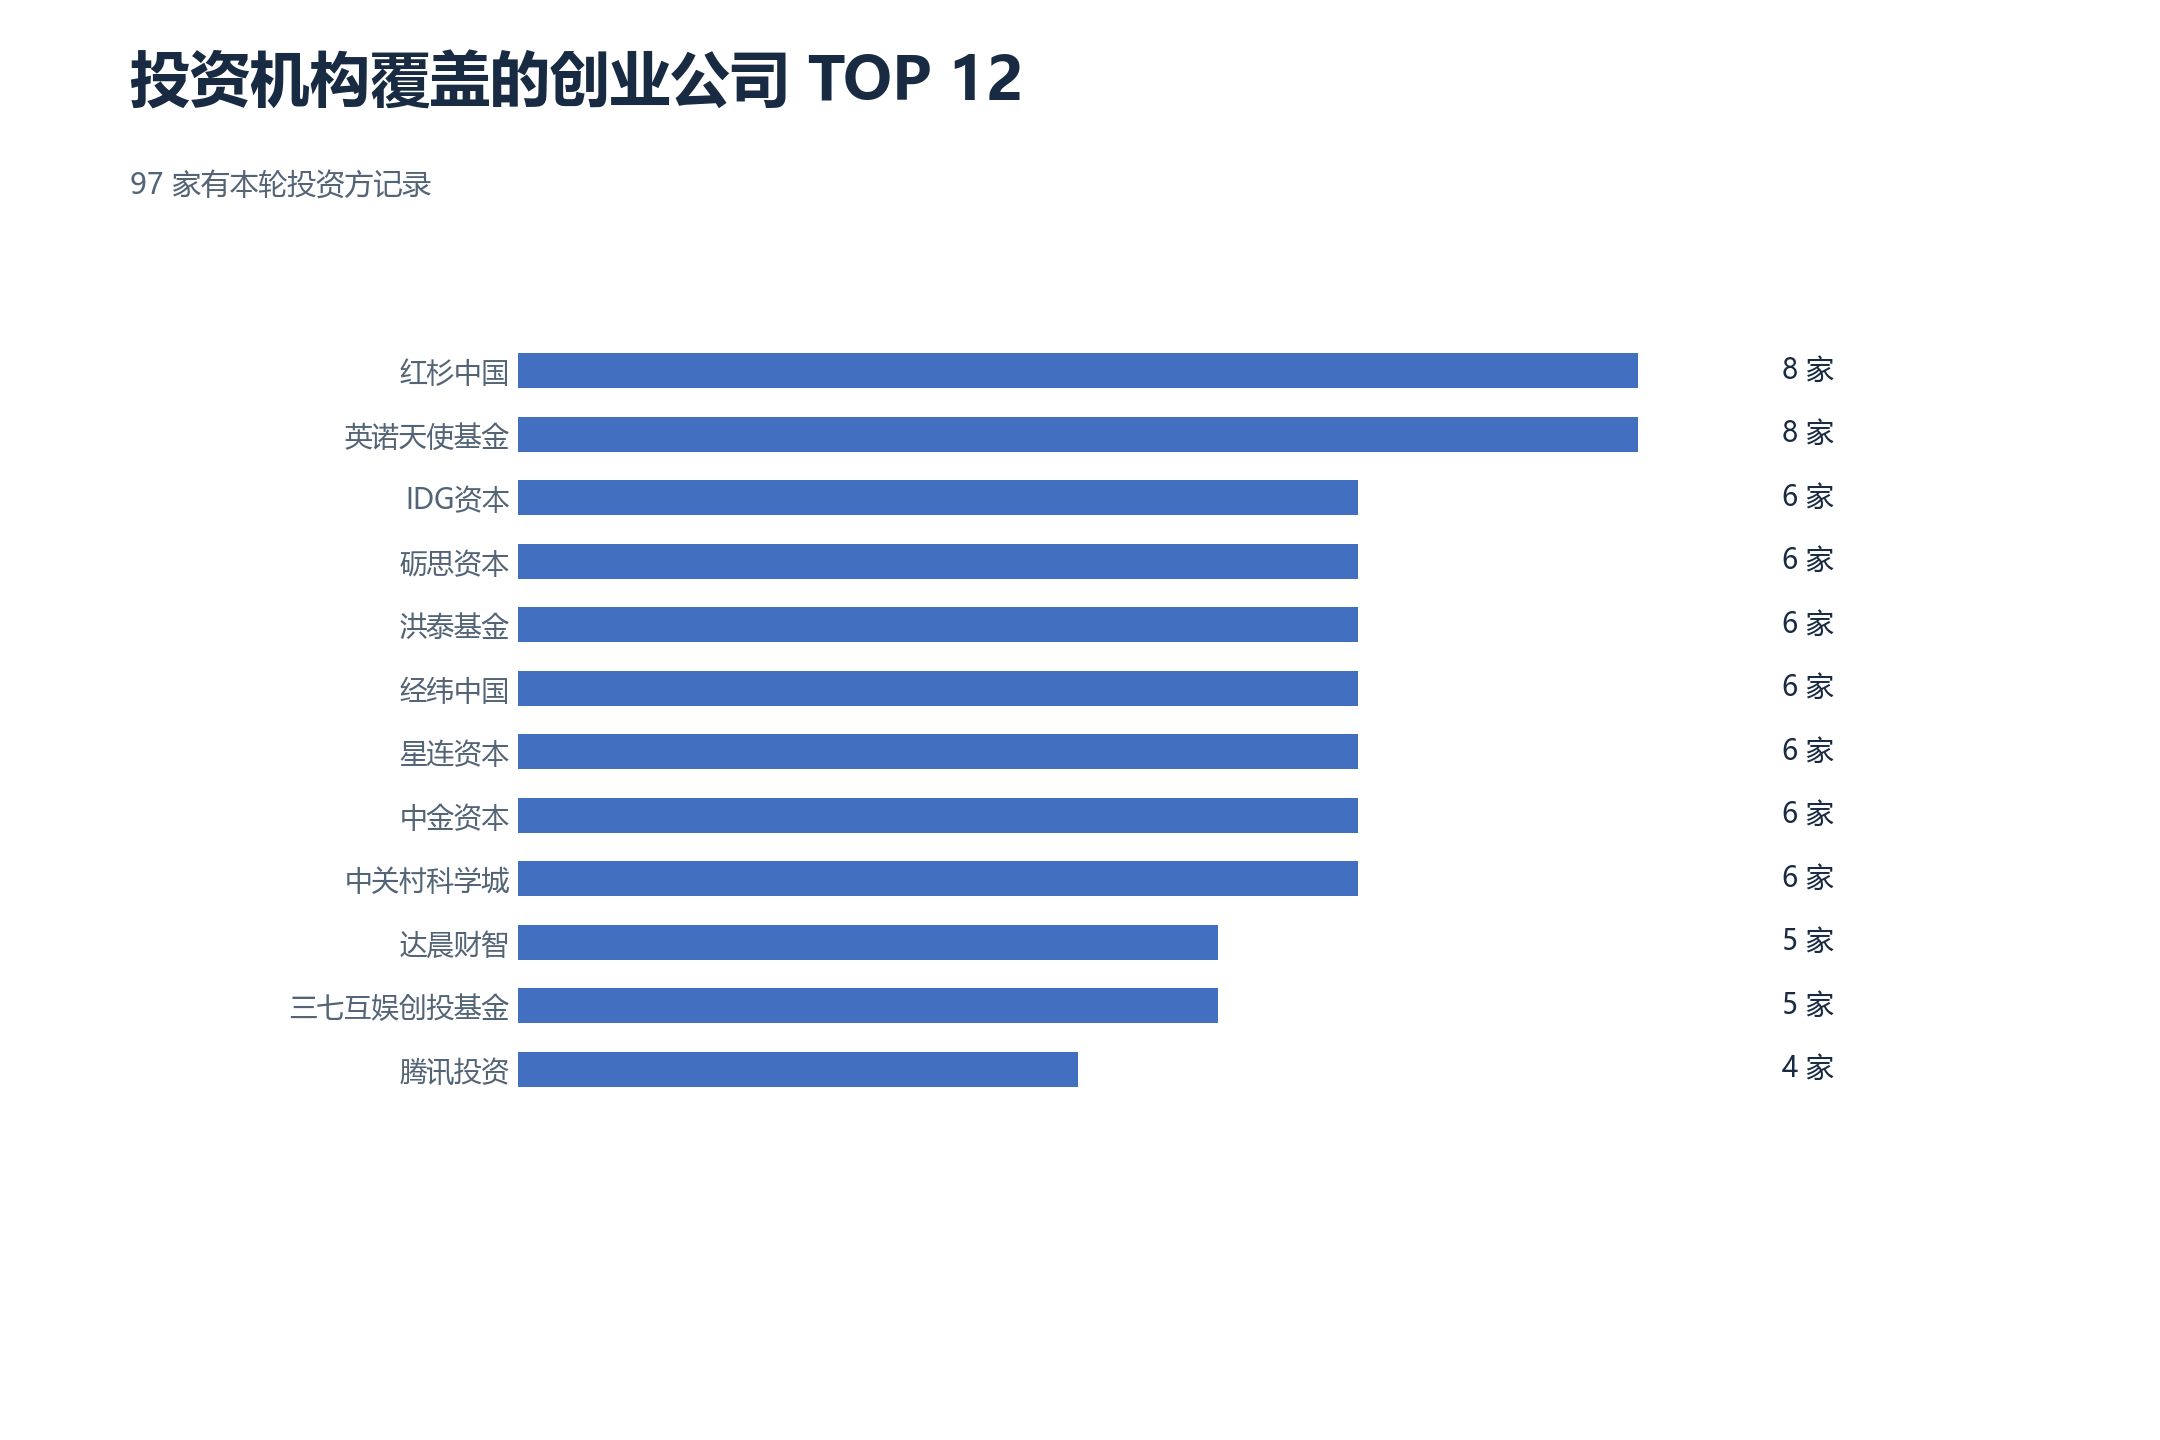 投资机构覆盖的创业公司 TOP 12
97 家有本轮投资方记录
红杉中国 8 家
英诺天使基金 8 家
IDG资本 6 家
砺思资本 6 家
洪泰基金 6 家
经纬中国 6 家
星连资本 6 家
中金资本 6 家
中关村科学城 6 家
达晨财智 5 家
三七互娱创投基金 5 家
腾讯投资 4 家